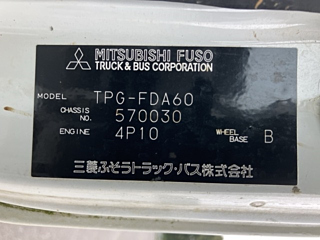 MITSUBISHI FUSO
TRUCK & BUS CORPORATION
MODEL TPG-FDA60
CHASSIS NO. 570030
ENGINE 4P10 WHEEL BASE B
三菱ふそうトラック・バス株式会社